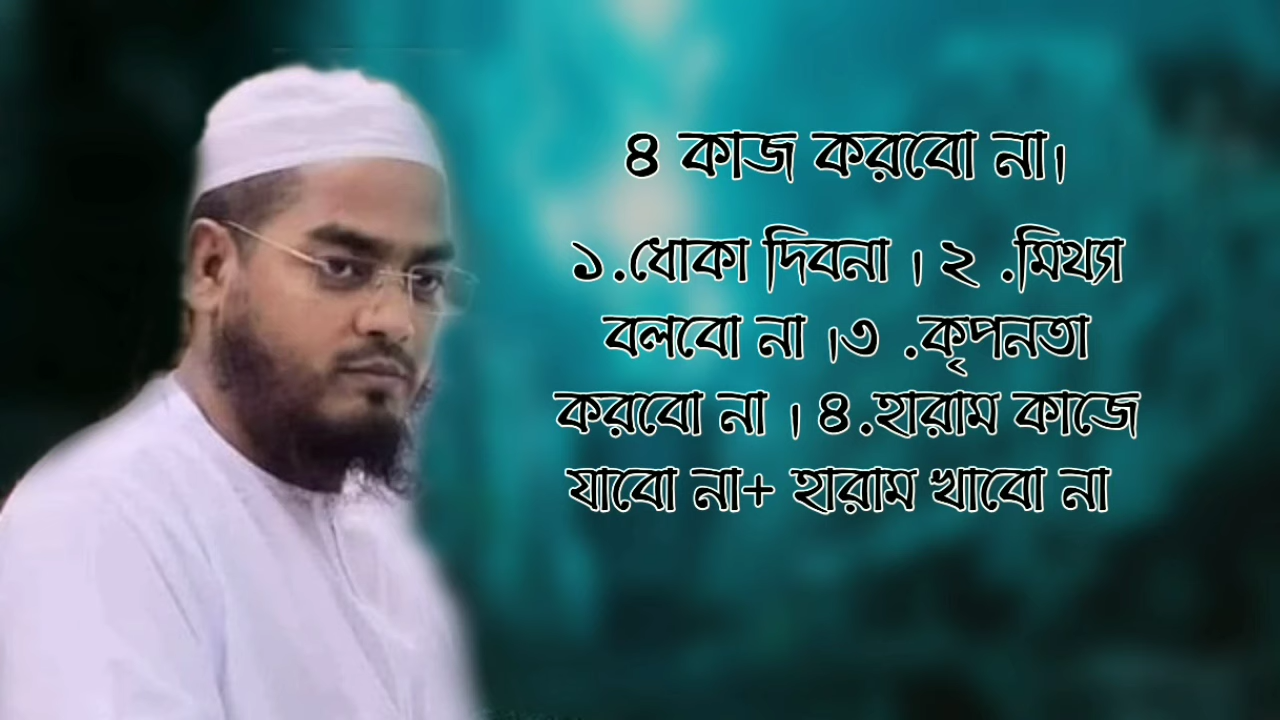 ৪ কাজ করবো না।
১.ধোকা দিবনা । ২ .মিথ্যা
বলবো না ।৩ .কৃপনতা
করবো না । ৪.হারাম কাজে
যাবো না+ হারাম খাবো না